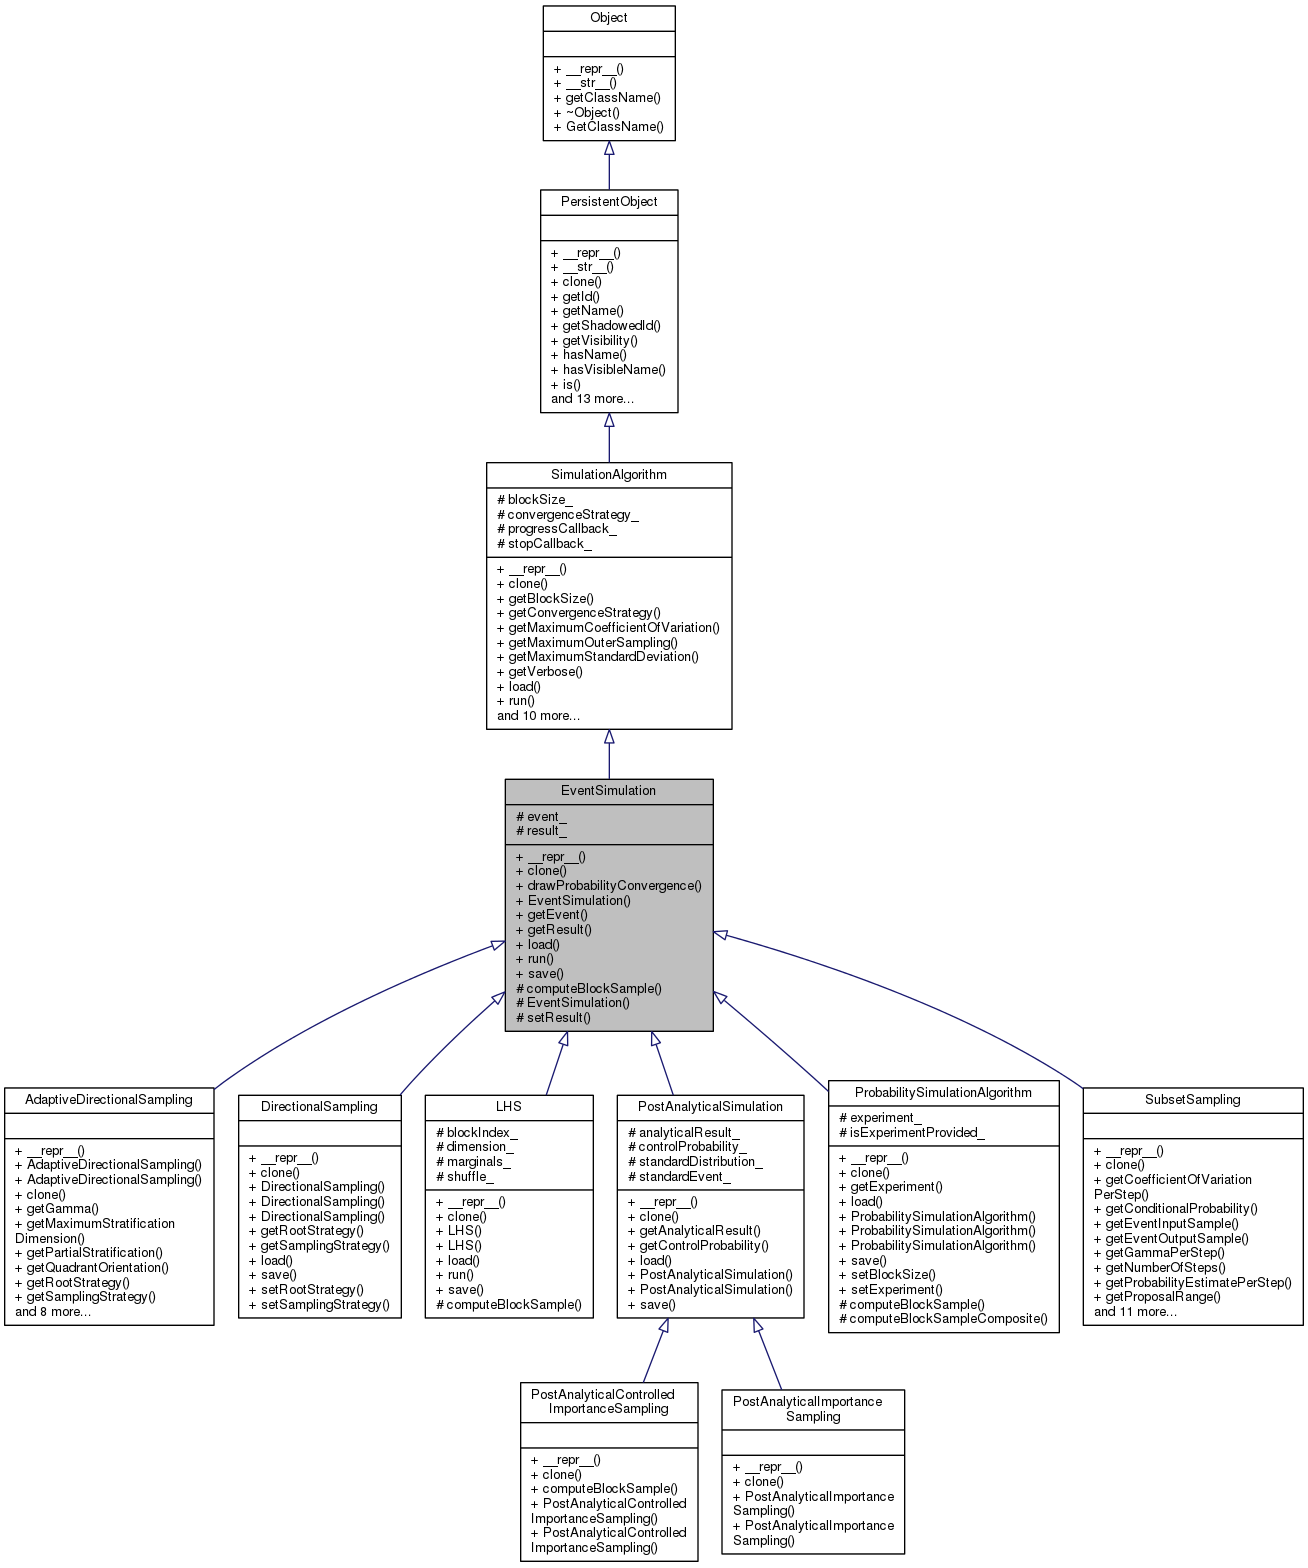 Object
+ __repr__()
+ __str__()
+ getClassName()
+ ~Object()
+ GetClassName()
PersistentObject
+ __repr__()
+ __str__()
+ clone()
+ getId()
+ getName()
+ getShadowedId()
+ getVisibility()
+ hasName()
+ hasVisibleName()
+ is()
and 13 more...
SimulationAlgorithm
# blockSize_
# convergenceStrategy_
# progressCallback_
# stopCallback_
+ __repr__()
+ clone()
+ getBlockSize()
+ getConvergenceStrategy()
+ getMaximumCoefficientOfVariation()
+ getMaximumOuterSampling()
+ getMaximumStandardDeviation()
+ getVerbose()
+ load()
+ run()
and 10 more...
EventSimulation
# event_
# result_
+ __repr__()
+ clone()
+ drawProbabilityConvergence()
+ EventSimulation()
+ getEvent()
+ getResult()
+ load()
+ run()
+ save()
# computeBlockSample()
# EventSimulation()
# setResult()
AdaptiveDirectionalSampling
+ __repr__()
+ AdaptiveDirectionalSampling()
+ AdaptiveDirectionalSampling()
+ clone()
+ getGamma()
+ getMaximumStratification
Dimension()
+ getPartialStratification()
+ getQuadrantOrientation()
+ getRootStrategy()
+ getSamplingStrategy()
and 8 more...
DirectionalSampling
+ __repr__()
+ clone()
+ DirectionalSampling()
+ DirectionalSampling()
+ DirectionalSampling()
+ getRootStrategy()
+ getSamplingStrategy()
+ load()
+ save()
+ setRootStrategy()
+ setSamplingStrategy()
LHS
# blockIndex_
# dimension_
# marginals_
# shuffle_
+ __repr__()
+ clone()
+ LHS()
+ LHS()
+ load()
+ run()
+ save()
# computeBlockSample()
PostAnalyticalSimulation
# analyticalResult_
# controlProbability_
# standardDistribution_
# standardEvent_
+ __repr__()
+ clone()
+ getAnalyticalResult()
+ getControlProbability()
+ load()
+ PostAnalyticalSimulation()
+ PostAnalyticalSimulation()
+ save()
ProbabilitySimulationAlgorithm
# experiment_
# isExperimentProvided_
+ __repr__()
+ clone()
+ getExperiment()
+ load()
+ ProbabilitySimulationAlgorithm()
+ ProbabilitySimulationAlgorithm()
+ ProbabilitySimulationAlgorithm()
+ save()
+ setBlockSize()
+ setExperiment()
# computeBlockSample()
# computeBlockSampleComposite()
SubsetSampling
+ __repr__()
+ clone()
+ getCoefficientOfVariation
PerStep()
+ getConditionalProbability()
+ getEventInputSample()
+ getEventOutputSample()
+ getGammaPerStep()
+ getNumberOfSteps()
+ getProbabilityEstimatePerStep()
+ getProposalRange()
and 11 more...
PostAnalyticalControlled
ImportanceSampling
+ __repr__()
+ clone()
+ computeBlockSample()
+ PostAnalyticalControlled
ImportanceSampling()
+ PostAnalyticalControlled
ImportanceSampling()
PostAnalyticalImportance
Sampling
+ __repr__()
+ clone()
+ PostAnalyticalImportance
Sampling()
+ PostAnalyticalImportance
Sampling()